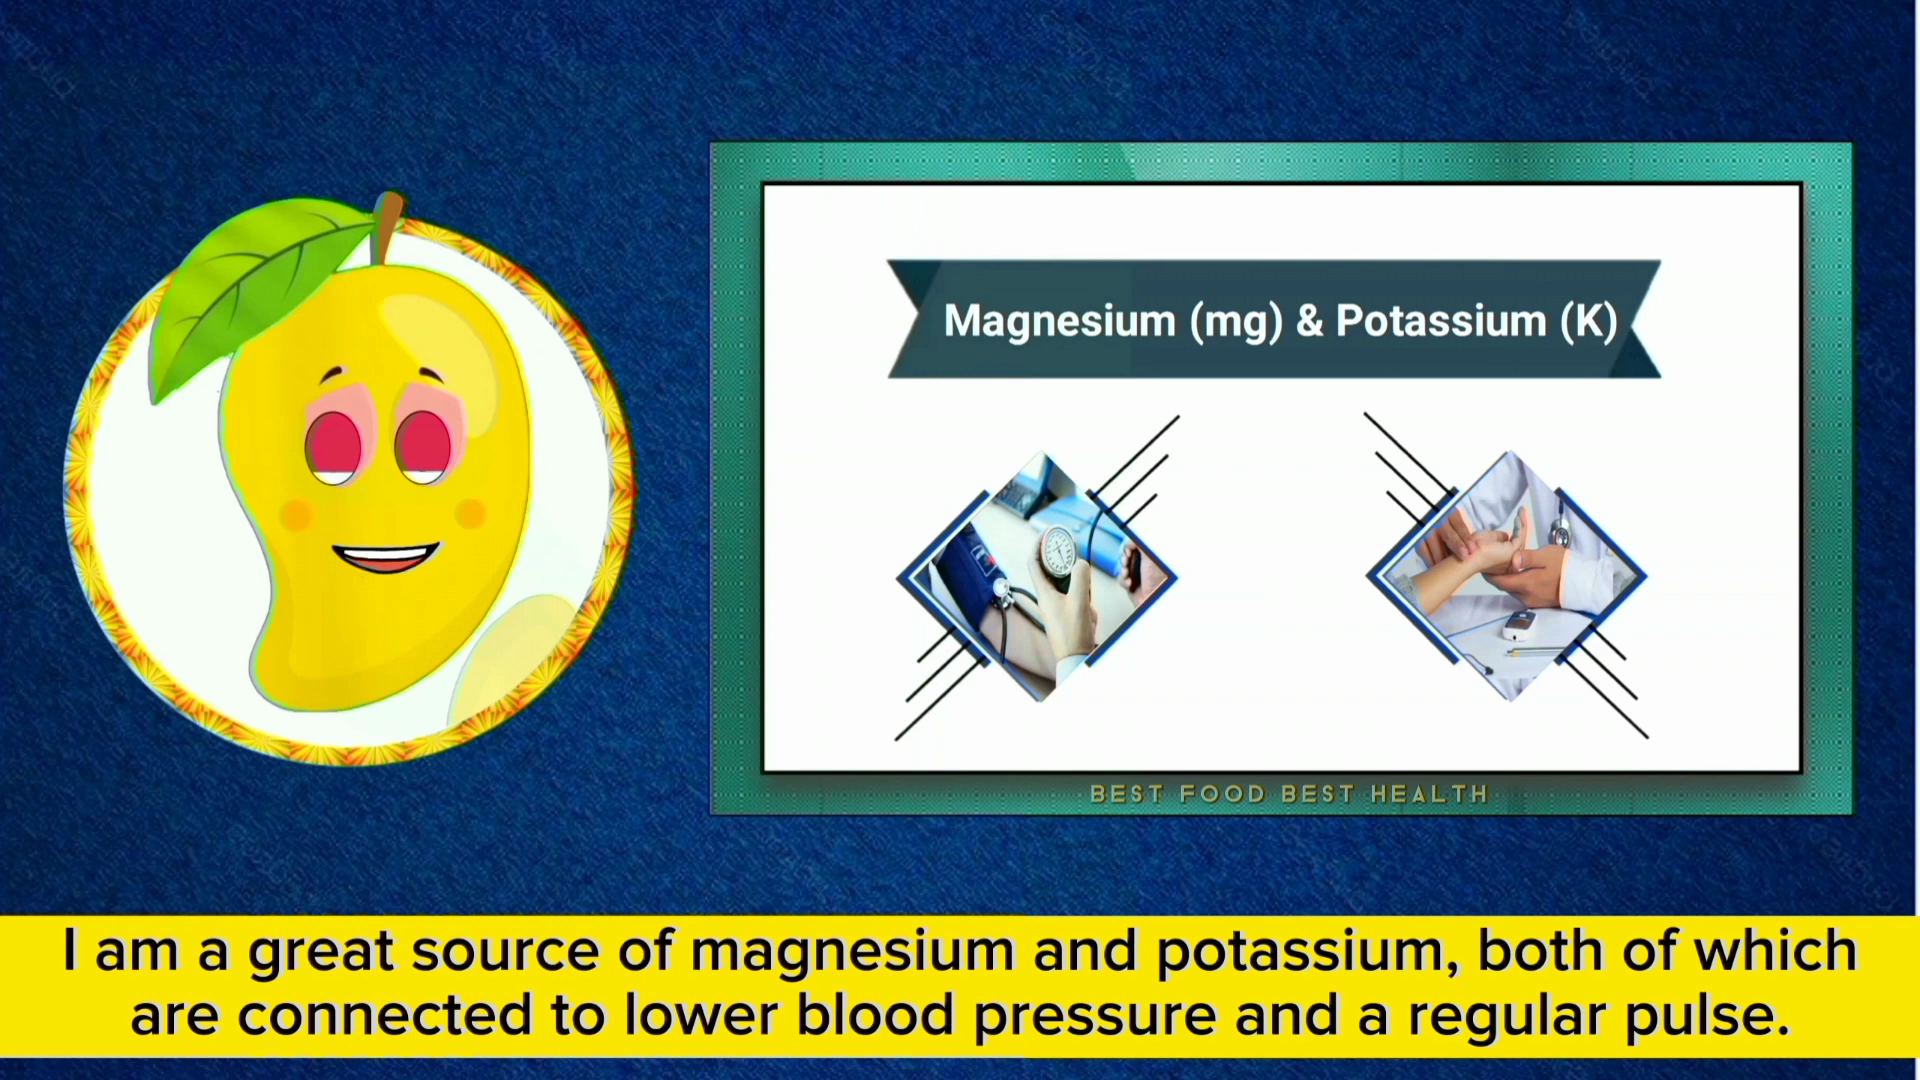 Magnesium (mg) & Potassium (K)
BEST FOOD BEST HEALTH
I am a great source of magnesium and potassium, both of which
are connected to lower blood pressure and a regular pulse.